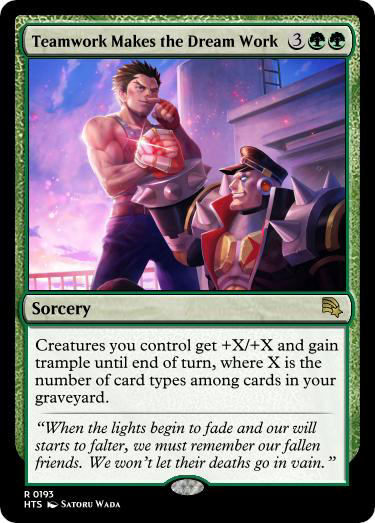 Teamwork Makes the Dream Work 3
Sorcery
Creatures you control get +X/+X and gain
trample until end of turn, where X is the
number of card types among cards in your
graveyard.
“When the lights begin to fade and our will
starts to falter, we must remember our fallen
friends. We won’t let their deaths go in vain.”
R 0193
HTS Satoru Wada